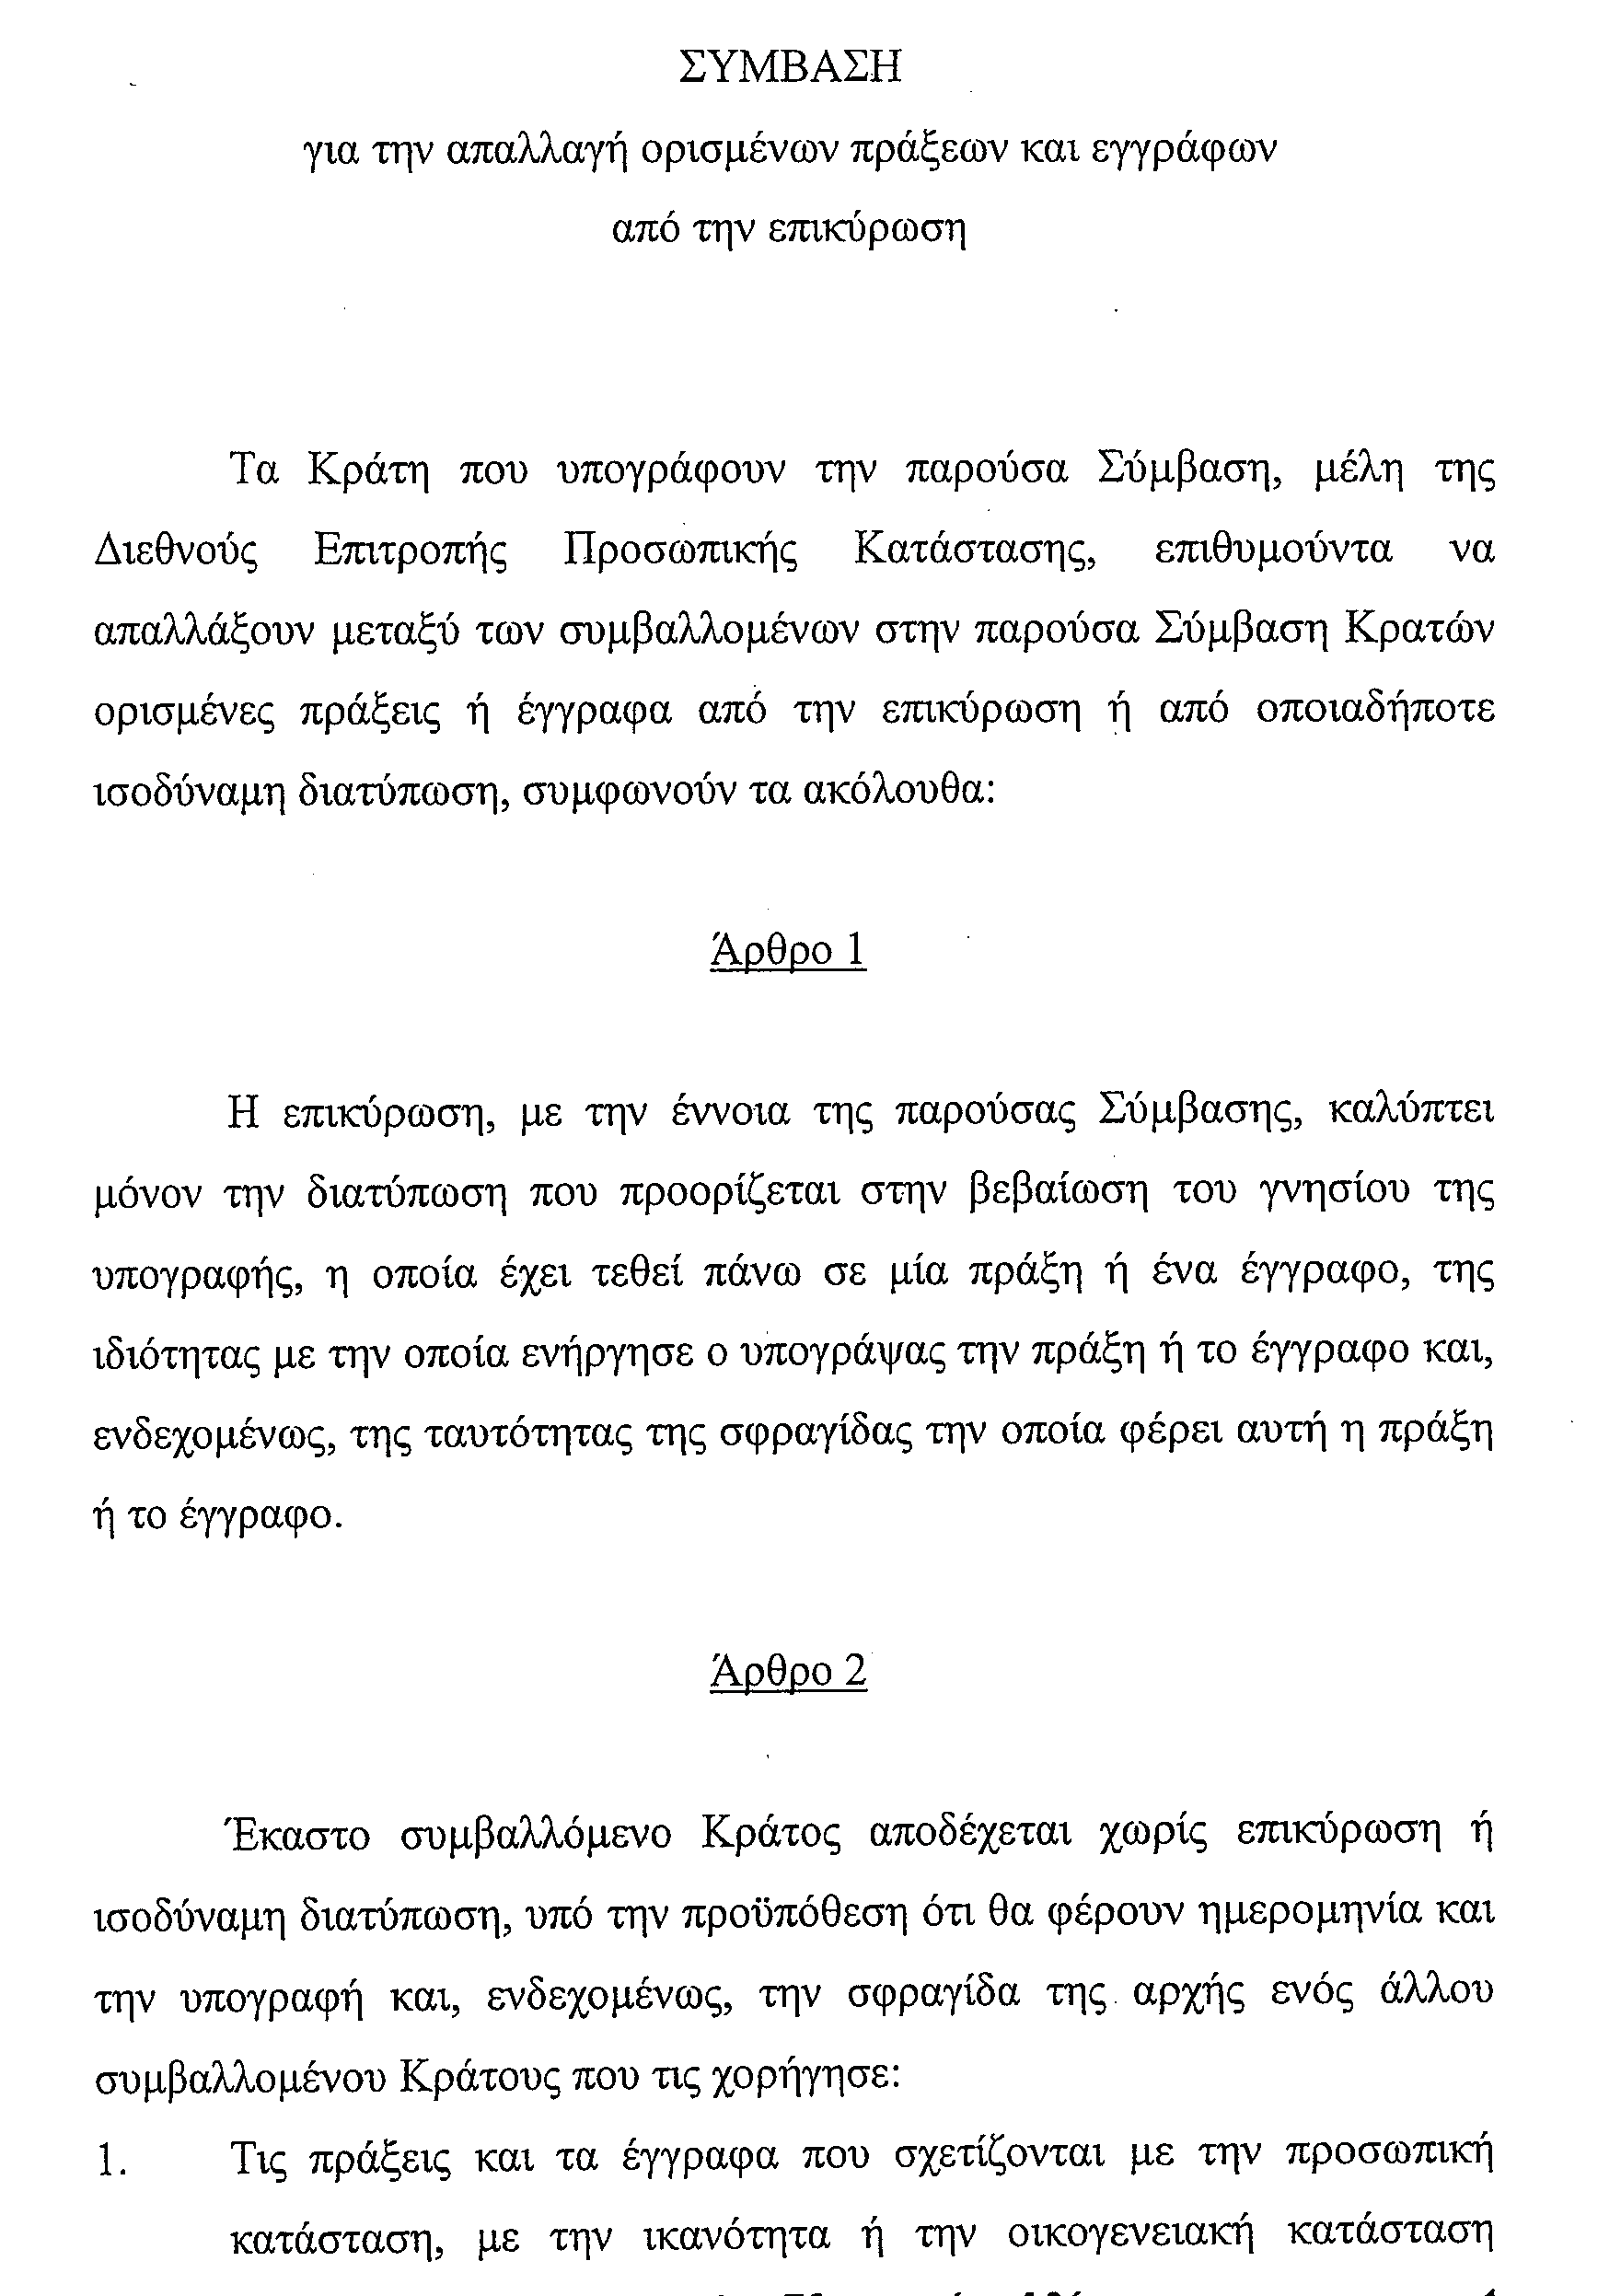 ΣΥΜΒΑΣΗ
για την απαλλαγή ορισμένων πράξεων και εγγράφων
από την επικύρωση
Τα Κράτη που υπογράφουν την παρούσα Σύμβαση, μέλη της
Διεθνούς Επιτροπής Προσωπικής Κατάστασης, επιθυμούντα να
απαλλάξουν μεταξύ των συμβαλλομένων στην παρούσα Σύμβαση Κρατών
ορισμένες πράξεις ή έγγραφα από την επικύρωση ή από οποιαδήποτε
ισοδύναμη διατύπωση, συμφωνούν τα ακόλουθα:
Άρθρο 1
Η επικύρωση, με την έννοια της παρούσας Σύμβασης, καλύπτει
μόνον την διατύπωση που προορίζεται στην βεβαίωση του γνησίου της
υπογραφής, η οποία έχει τεθεί πάνω σε μία πράξη ή ένα έγγραφο, της
ιδιότητας με την οποία ενήργησε ο υπογράψας την πράξη ή το έγγραφο και,
ενδεχομένως, της ταυτότητας της σφραγίδας την οποία φέρει αυτή η πράξη
ή το έγγραφο.
Άρθρο 2
Έκαστο συμβαλλόμενο Κράτος αποδέχεται χωρίς επικύρωση ή
ισοδύναμη διατύπωση, υπό την προϋπόθεση ότι θα φέρουν ημερομηνία και
την υπογραφή και, ενδεχομένως, την σφραγίδα της αρχής ενός άλλου
συμβαλλομένου Κράτους που τις χορήγησε:
1. Τις πράξεις και τα έγγραφα που σχετίζονται με την προσωπική
κατάσταση, με την ικανότητα ή την οικογενειακή κατάσταση